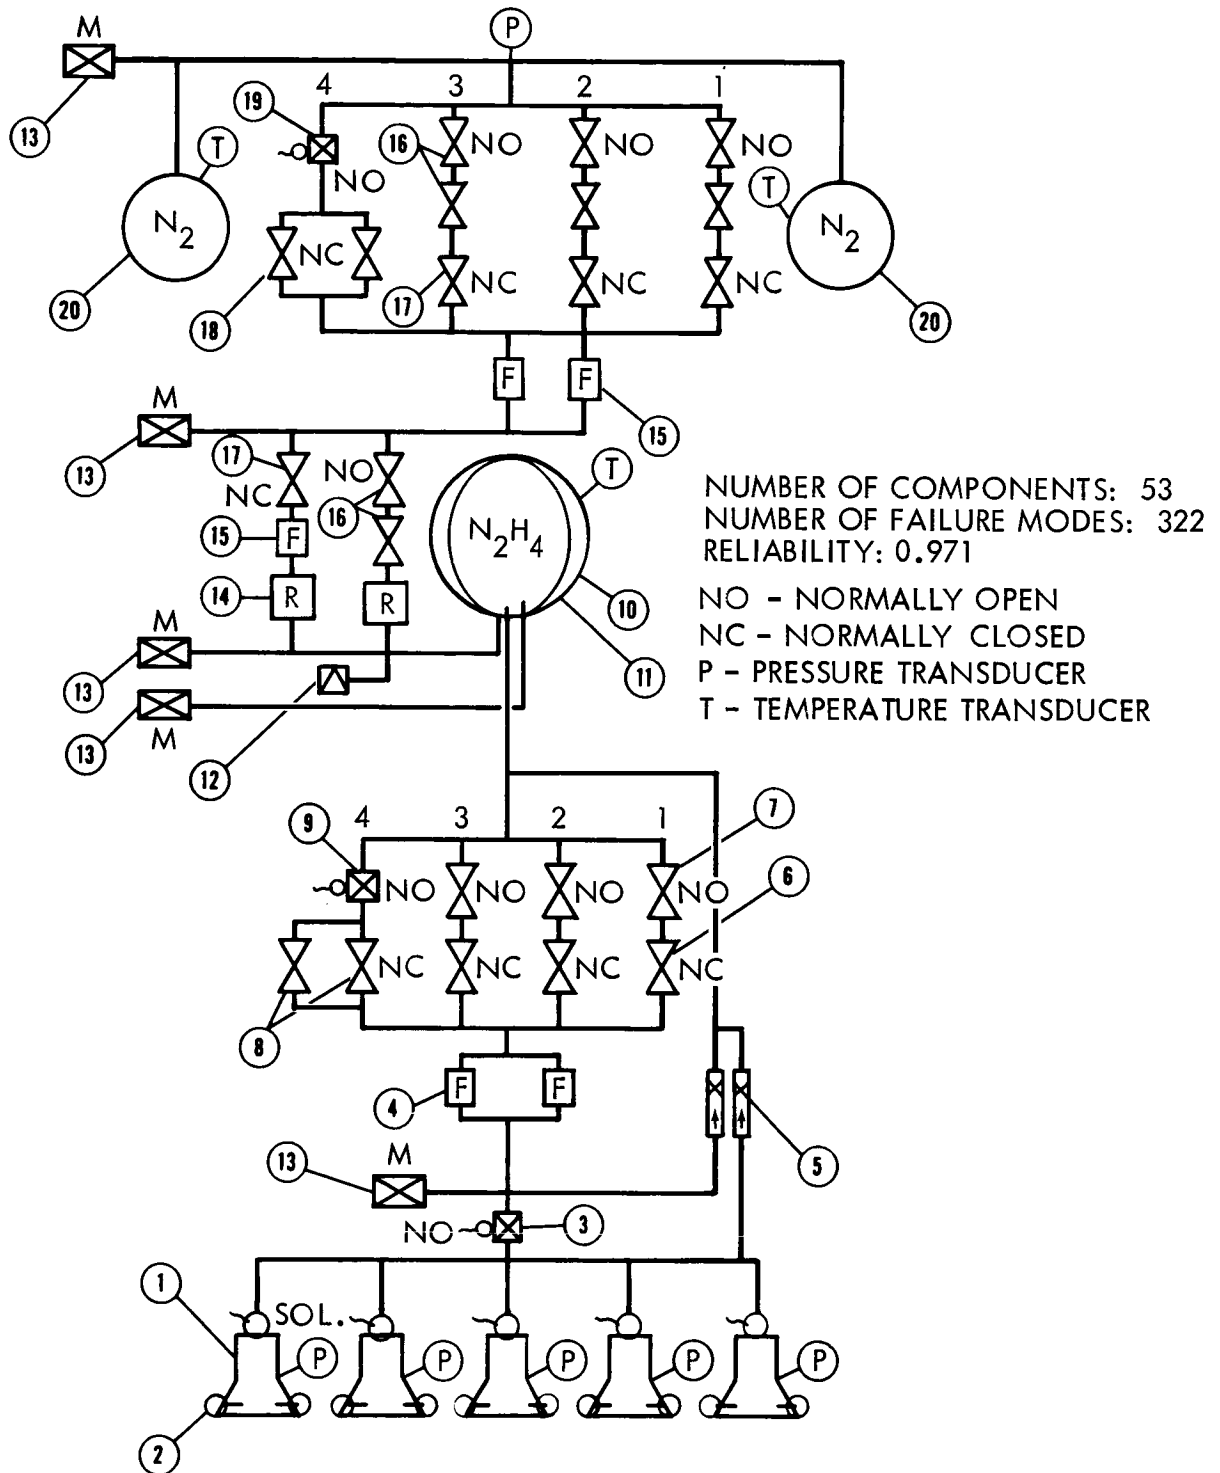 M
P
13
4
3
2
1
19
T
16
NO
NO
NO
NO
T
N2
N2
NC
17
NC
NC
NC
20
18
20
F
F
15
M
13
17
NO
NC
16
T
15
F
N2H4
14
R
R
10
M
13
11
13
M
12
NUMBER OF COMPONENTS: 53
NUMBER OF FAILURE MODES: 322
RELIABILITY: 0.971
NO - NORMALLY OPEN
NC - NORMALLY CLOSED
P - PRESSURE TRANSDUCER
T - TEMPERATURE TRANSDUCER
9
4
3
2
1
7
NO
NO
NO
NO
6
NC
NC
NC
NC
8
4
F
F
5
13
M
NO
3
1
SOL.
P
P
P
P
P
2